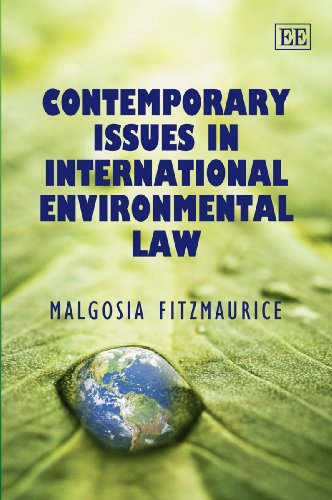 EE
CONTEMPORARY
ISSUES IN
INTERNATIONAL
ENVIRONMENTAL
LAW
MALGOSIA FITZMAURICE